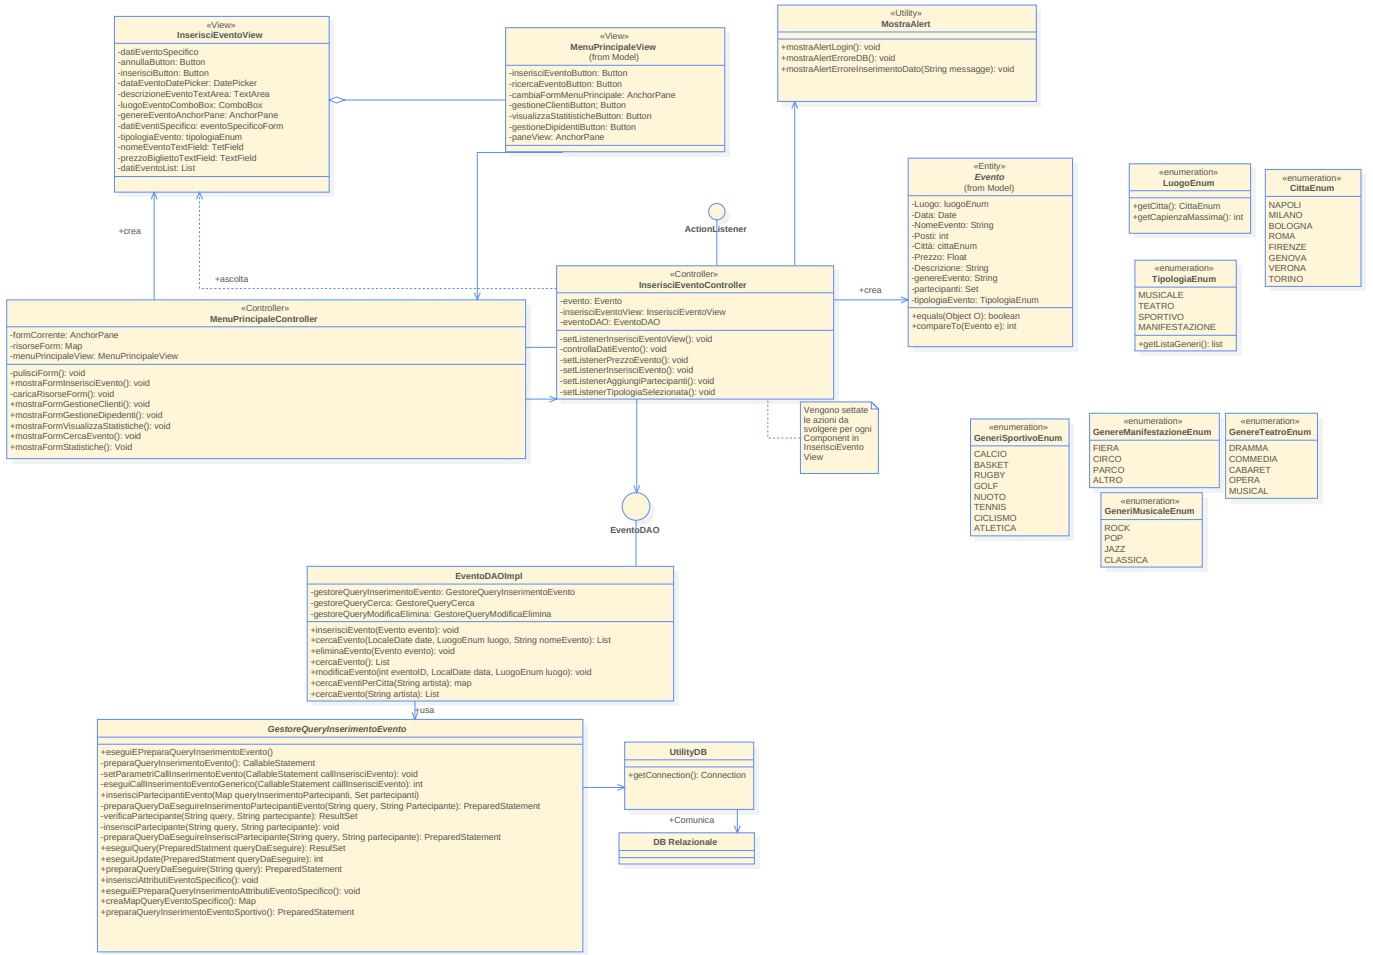 «View»
InserisciEventoView
-datiEventoSpecifico
-annullaButton: Button
-inserisciButton: Button
-dataEventoDatePicker: DatePicker
-descrizioneEventoTextArea: TextArea
-luogoEventoComboBox: ComboBox
-genereEventoAnchorPane: AnchorPane
-datiEventiSpecifico: eventoSpecificoForm
-tipologiaEvento: tipologiaEnum
-nomeEventoTextField: TetField
-prezzoBigliettoTextField: TextField
-datiEventoList: List
«View»
MenuPrincipaleView
(from Model)
-inserisciEventoButton: Button
-ricercaEventoButton: Button
-cambiaFormMenuPrincipale: AnchorPane
-gestioneClientiButton; Button
-visualizzaStatitisticheButton: Button
-gestioneDipidentiButton: Button
-paneView: AnchorPane
«Utility»
MostraAlert
+mostraAlertLogin(): void
+mostraAlertErroreDB(): void
+mostraAlertErroreInserimentoDato(String messagge): void
«Entity»
Evento
(from Model)
-Luogo: luogoEnum
-Data: Date
-NomeEvento: String
-Posti: int
-Città: cittaEnum
-Prezzo: Float
-Descrizione: String
-genereEvento: String
-partecipanti: Set
-tipologiaEvento: TipologiaEnum
+equals(Object O): boolean
+compareTo(Evento e): int
«enumeration»
LuogoEnum
+getCitta(): CittaEnum
+getCapienzaMassima(): int
«enumeration»
CittaEnum
NAPOLI
MILANO
BOLOGNA
ROMA
FIRENZE
GENOVA
VERONA
TORINO
«enumeration»
TipologiaEnum
MUSICALE
TEATRO
SPORTIVO
MANIFESTAZIONE
+getListaGeneri(): list
ActionListener
+crea
+ascolta
+crea
«Controller»
MenuPrincipaleController
-formCorrente: AnchorPane
-risorseForm: Map
-menuPrincipaleView: MenuPrincipaleView
-pulisciForm(): void
+mostraFormInserisciEvento(): void
-caricaRisorseForm(): void
+mostraFormGestioneClienti(): void
+mostraFormGestioneDipedenti(): void
+mostraFormVisualizzaStatistiche(): void
+mostraFormCercaEvento(): void
+mostraFormStatistiche(): Void
«Controller»
InserisciEventoController
-evento: Evento
-inserisciEventoView: InserisciEventoView
-eventoDAO: EventoDAO
-setListenerInserisciEventoView(): void
-controllaDatiEvento(): void
-setListenerPrezzoEvento(): void
-setListenerInserisciEvento(): void
-setListenerAggiungiPartecipanti(): void
-setListenerTipologiaSelezionata(): void
Vengono settate
le azioni da
svolgere per ogni
Component in
InserisciEvento
View
«enumeration»
GeneriSportivoEnum
CALCIO
BASKET
RUGBY
GOLF
NUOTO
TENNIS
CICLISMO
ATLETICA
«enumeration»
GenereManifestazioneEnum
FIERA
CIRCO
PARCO
ALTRO
«enumeration»
GenereTeatroEnum
DRAMMA
COMMEDIA
CABARET
OPERA
MUSICAL
«enumeration»
GeneriMusicaleEnum
ROCK
POP
JAZZ
CLASSICA
EventoDAO
EventoDAOImpl
-gestoreQueryInserimentoEvento: GestoreQueryInserimentoEvento
-gestoreQueryCerca: GestoreQueryCerca
-gestoreQueryModificaElimina: GestoreQueryModificaElimina
+inserisciEvento(Evento evento): void
+cercaEvento(LocaleDate date, LuogoEnum luogo, String nomeEvento): List
+eliminaEvento(Evento evento): void
+cercaEvento(): List
+modificaEvento(int eventoID, LocalDate data, LuogoEnum luogo): void
+cercaEventiPerCitta(String artista): map
+cercaEvento(String artista): List
+usa
GestoreQueryInserimentoEvento
+eseguiEPreparaQueryInserimentoEvento()
-preparaQueryInserimentoEvento(): CallableStatement
-setParametriCallInserimentoEvento(CallableStatement callInserisciEvento): void
-eseguiCallInserimentoEventoGenerico(CallableStatement callInserisciEvento): int
+inserisciPartecipantiEvento(Map queryInserimentoPartecipanti, Set partecipanti)
-preparaQueryDaEseguireInserimentoPartecipantiEvento(String query, String Partecipante): PreparedStatement
-verificaPartecipante(String query, String partecipante): ResultSet
-inserisciPartecipante(String query, String partecipante): void
-preparaQueryDaEseguireInserisciPartecipante(String query, String partecipante): PreparedStatement
+eseguiQuery(PreparedStatment queryDaEseguire): ResulSet
+eseguiUpdate(PreparedStatment queryDaEseguire): int
+preparaQueryDaEseguire(String query): PreparedStatement
+inserisciAttributiEventoSpecifico(): void
+eseguiEPreparaQueryInserimentoAttributiEventoSpecifico(): void
+creaMapQueryEventoSpecifico(): Map
+preparaQueryInserimentoEventoSportivo(): PreparedStatement
UtilityDB
+getConnection(): Connection
+Comunica
DB Relazionale